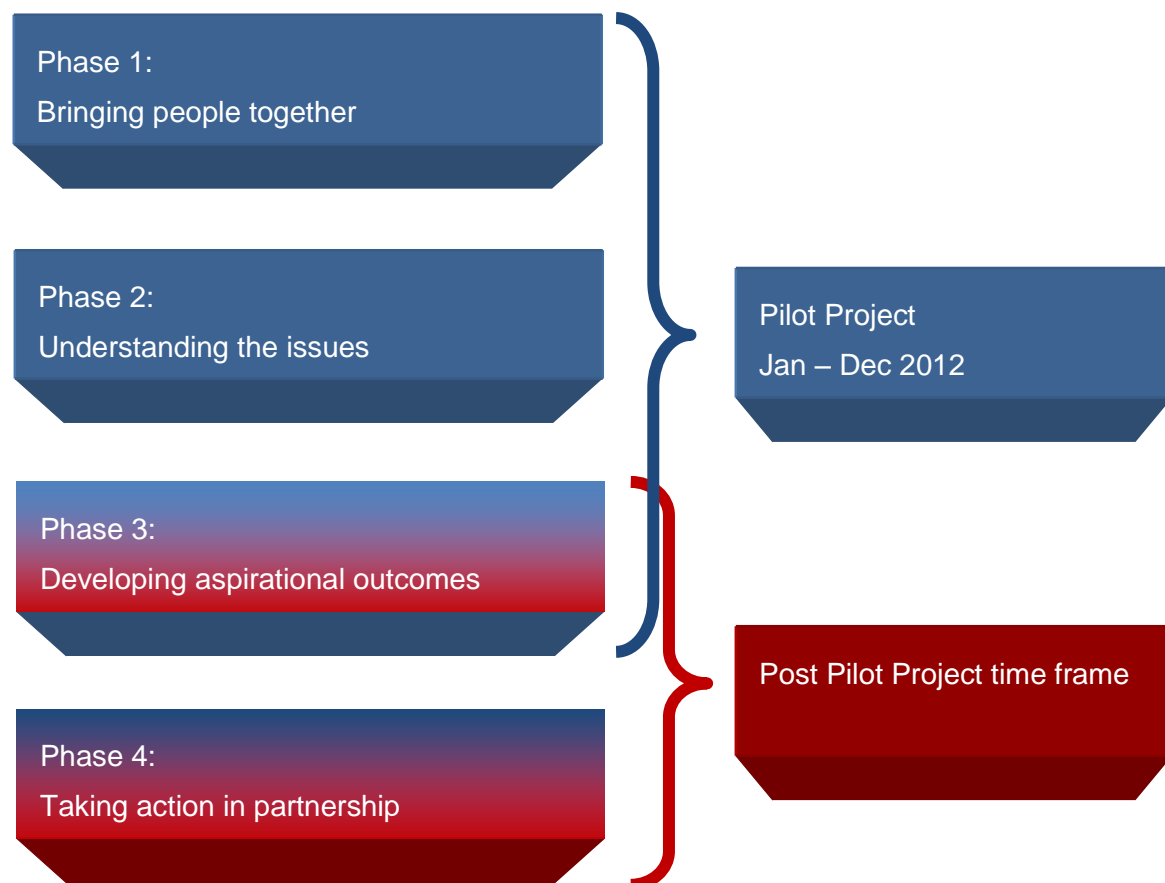 Phase 1:
Bringing people together
Phase 2:
Understanding the issues
Pilot Project
Jan – Dec 2012
Phase 3:
Developing aspirational outcomes
Post Pilot Project time frame
Phase 4:
Taking action in partnership